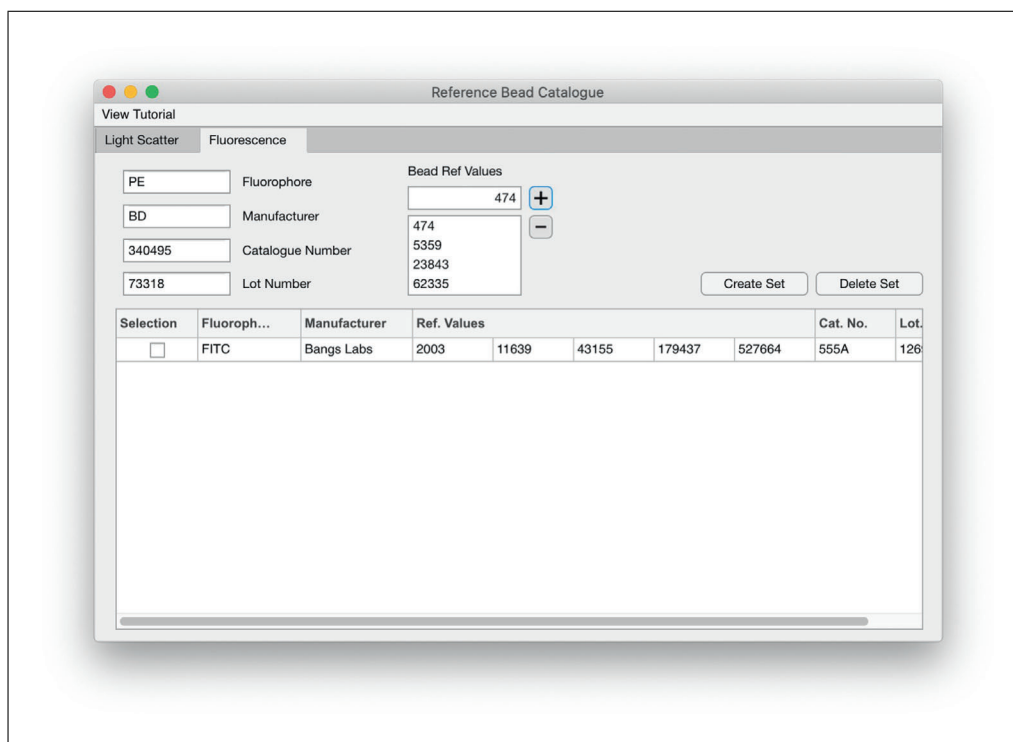 Reference Bead Catalogue
View Tutorial
Light Scatter Fluorescence
Bead Ref Values
PE Fluorophore
474 +
BD Manufacturer
−
474
5359
23843
62335
340495 Catalogue Number
73318 Lot Number
Create Set Delete Set
Selection Fluoroph... Manufacturer Ref. Values Cat. No. Lot.
FITC Bangs Labs 2003 11639 43155 179437 527664 555A 126